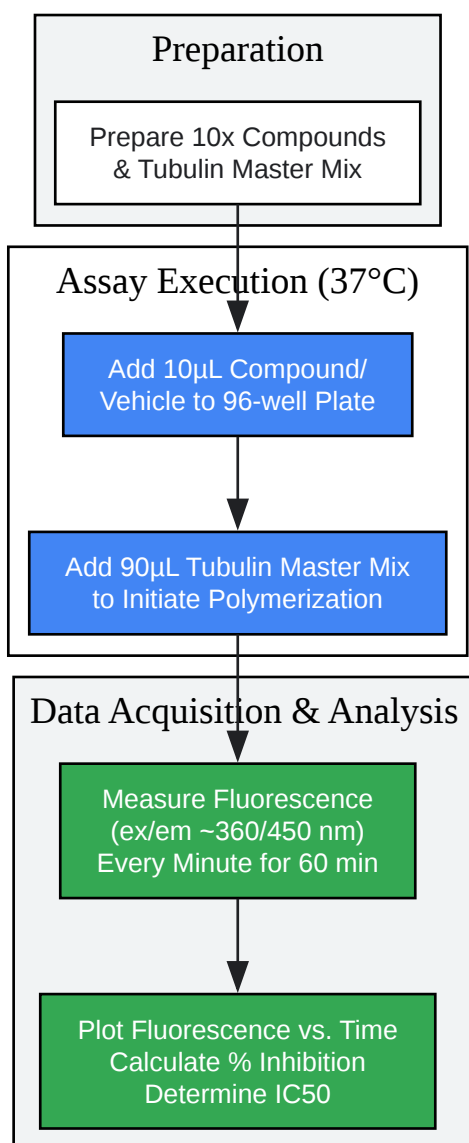 Preparation
Prepare 10x Compounds
& Tubulin Master Mix
Assay Execution (37°C)
Add 10µL Compound/
Vehicle to 96-well Plate
Add 90µL Tubulin Master Mix
to Initiate Polymerization
Data Acquisition & Analysis
Measure Fluorescence
(ex/em ~360/450 nm)
Every Minute for 60 min
Plot Fluorescence vs. Time
Calculate % Inhibition
Determine IC50